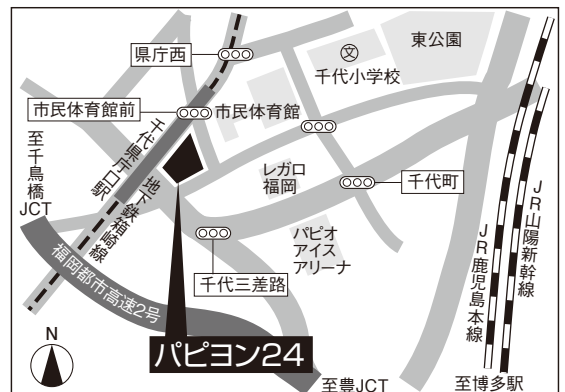 東公園
県庁西
文
千代小学校
市民体育館前
市民体育館
至千鳥橋
JCT
千代県庁口駅
地下鉄箱崎線
レガロ
福岡
千代町
パピオ
アイス
アリーナ
JR鹿児島本線
JR山陽新幹線
福岡都市高速2号
千代三差路
N
パピヨン24
至豊JCT
至博多駅